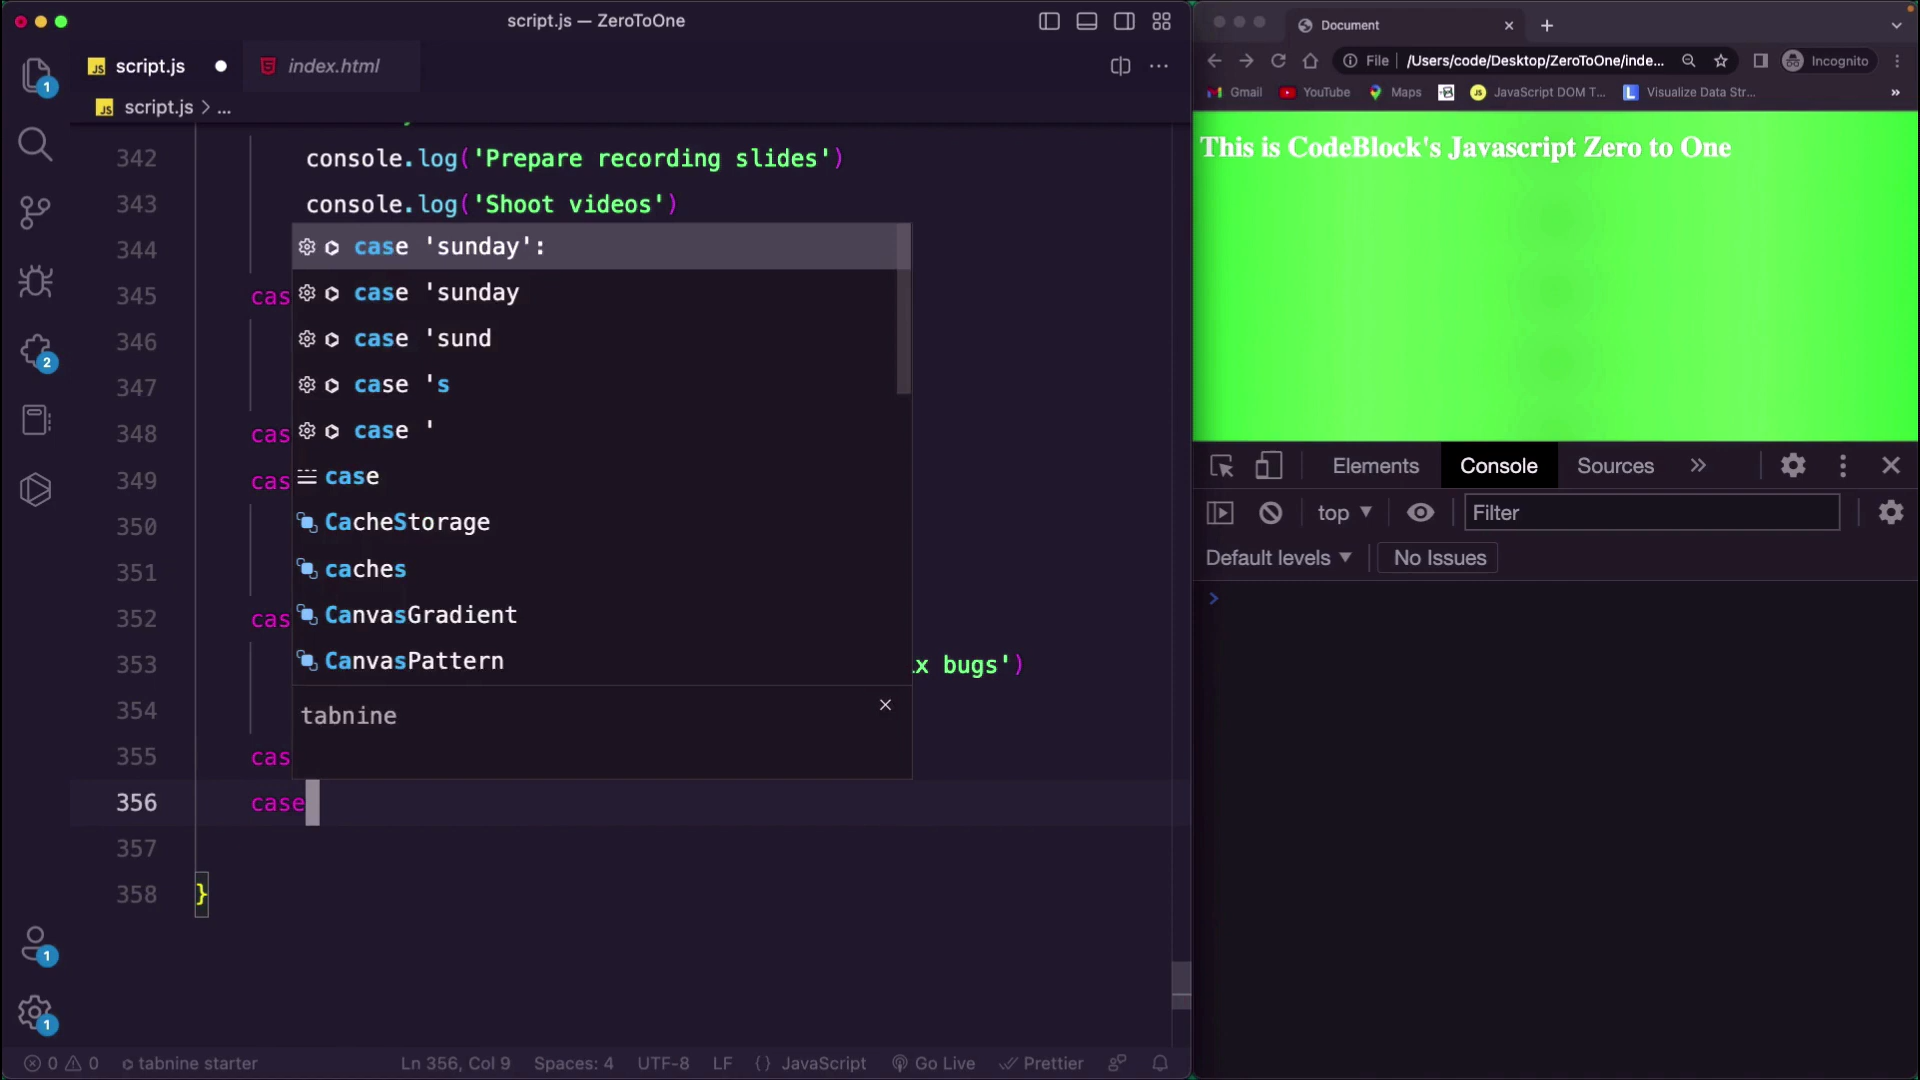 script.js — ZeroToOne
script.js
index.html
script.js > ...
342 console.log('Prepare recording slides')
343 console.log('Shoot videos')
344
345 cas
346
347
348 cas
349 cas
350
351
352 cas
353 x bugs')
354
355 cas
356 case
357
358 }
case 'sunday':
case 'sunday
case 'sund
case 's
case '
case
CacheStorage
caches
CanvasGradient
CanvasPattern
tabnine
1
2
1
1
0 0 tabnine starter Ln 356, Col 9 Spaces: 4 UTF-8 LF {} JavaScript Go Live Prettier
Document
File /Users/code/Desktop/ZeroToOne/inde... Incognito
Gmail YouTube Maps JavaScript DOM T... Visualize Data Str... »
This is CodeBlock's Javascript Zero to One
Elements Console Sources »
top Filter
Default levels No Issues
>